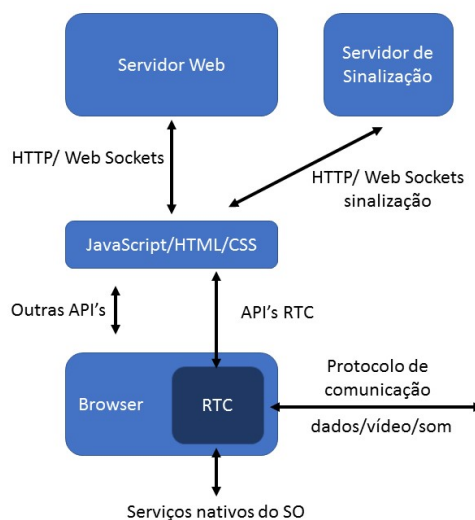 Servidor Web
Servidor de
Sinalização
HTTP/ Web Sockets
HTTP/ Web Sockets
sinalização
JavaScript/HTML/CSS
Outras API's
API's RTC
Browser
RTC
Protocolo de
comunicação
dados/vídeo/som
Serviços nativos do SO